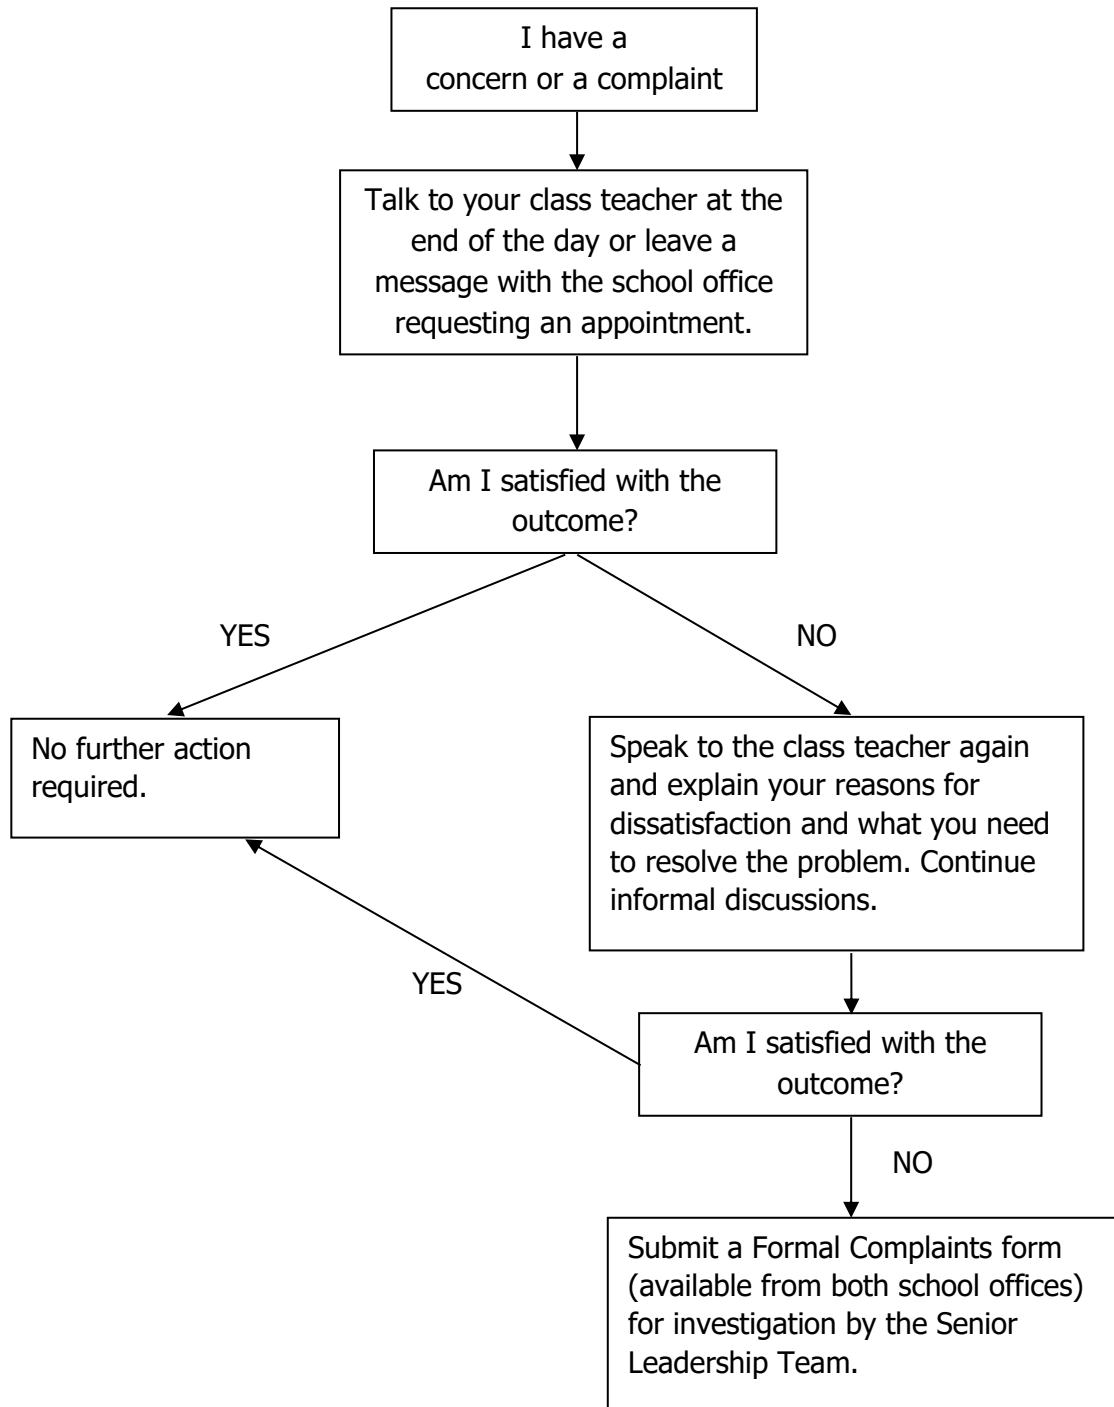 I have a
concern or a complaint
Talk to your class teacher at the
end of the day or leave a
message with the school office
requesting an appointment.
Am I satisfied with the
outcome?
YES
NO
No further action
required.
Speak to the class teacher again
and explain your reasons for
dissatisfaction and what you need
to resolve the problem. Continue
informal discussions.
YES
Am I satisfied with the
outcome?
NO
Submit a Formal Complaints form
(available from both school offices)
for investigation by the Senior
Leadership Team.